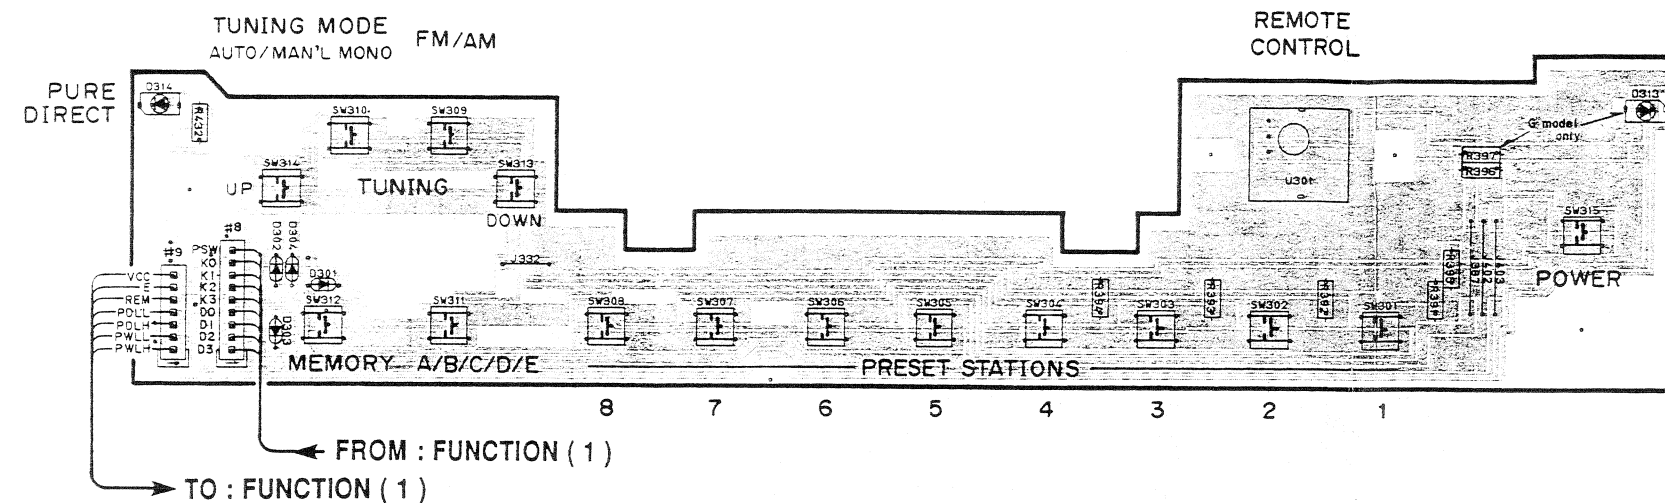 TUNING MODE
AUTO/MAN'L MONO
FM/AM
REMOTE
CONTROL
PURE
DIRECT
D314
R432
SW310
SW309
D313
G model
only
R397
R396
U301
SW314
SW313
UP
TUNING
DOWN
SW315
POWER
#9
#8
D302
D304
D301
D303
J332
PSW
K0
K1
K2
K3
D0
D1
D2
D3
VCC
E
REM
PDLL
PDLH
PWLL
PWLH
SW312
SW311
SW308
SW307
SW306
SW305
SW304
SW303
SW302
SW301
R394
R393
R392
R391
MEMORY
A/B/C/D/E
PRESET STATIONS
8
7
6
5
4
3
2
1
FROM : FUNCTION ( 1 )
TO : FUNCTION ( 1 )